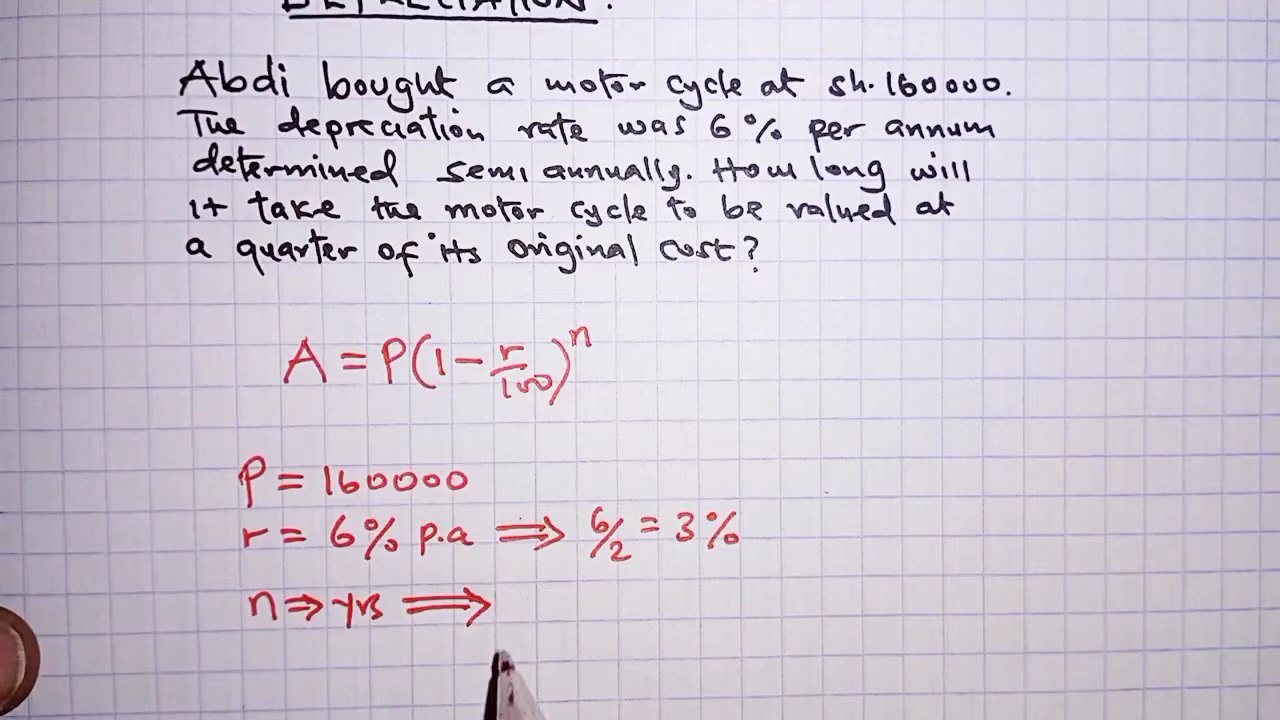 DEPRECIATION.
Abdi bought a motor cycle at sh. 160000.
The depreciation rate was 6% per annum
determined semi annually. How long will
it take the motor cycle to be valued at
a quarter of its original cost?
A = P(1 - r/100)^n
P = 160000
r = 6% p.a ⟹ 6/2 = 3%
n ⇒ yrs ⟹